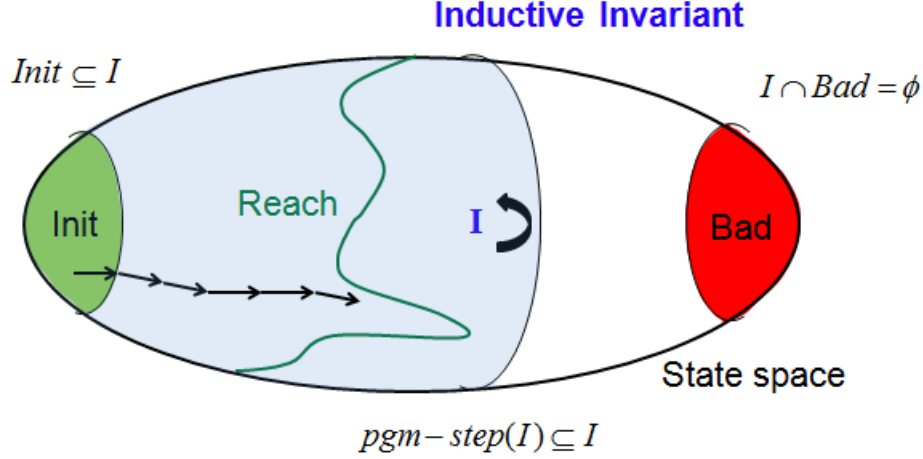 Inductive Invariant
Init ⊆ I
I ∩ Bad = ϕ
Reach
Init
I
Bad
State space
pgm − step(I) ⊆ I